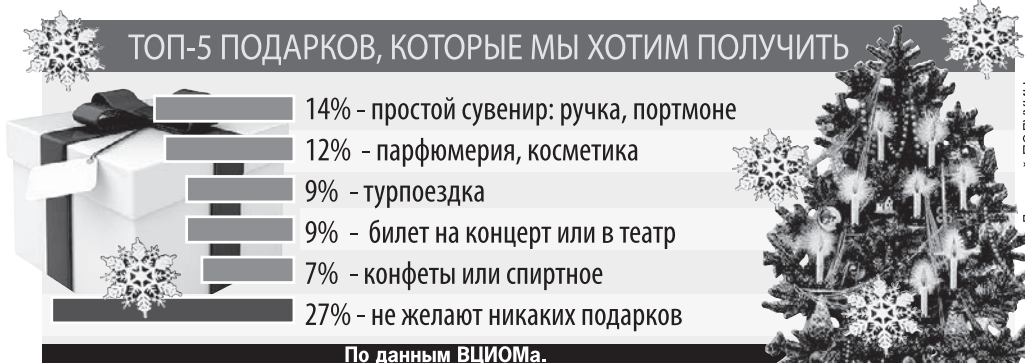 ТОП-5 ПОДАРКОВ, КОТОРЫЕ МЫ ХОТИМ ПОЛУЧИТЬ
14% - простой сувенир: ручка, портмоне
12% - парфюмерия, косметика
9% - турпоездка
9% - билет на концерт или в театр
7% - конфеты или спиртное
27% - не желают никаких подарков
По данным ВЦИОМа.